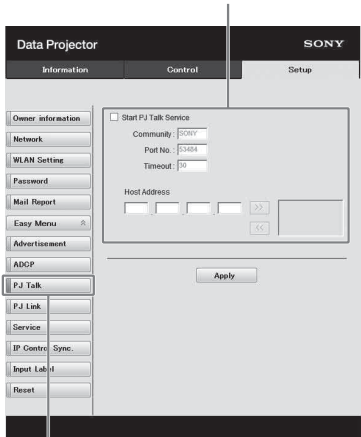 Data Projector
SONY
Information
Control
Setup
Owner information
Network
WLAN Setting
Password
Mail Report
Easy Menu
Advertisement
ADCP
PJ Talk
PJ Link
Service
IP Control Sync.
Input Label
Reset
Start PJ Talk Service
Community : SONY
Port No. : 53484
Timeout : 30
Host Address
. . .
>>
<<
Apply